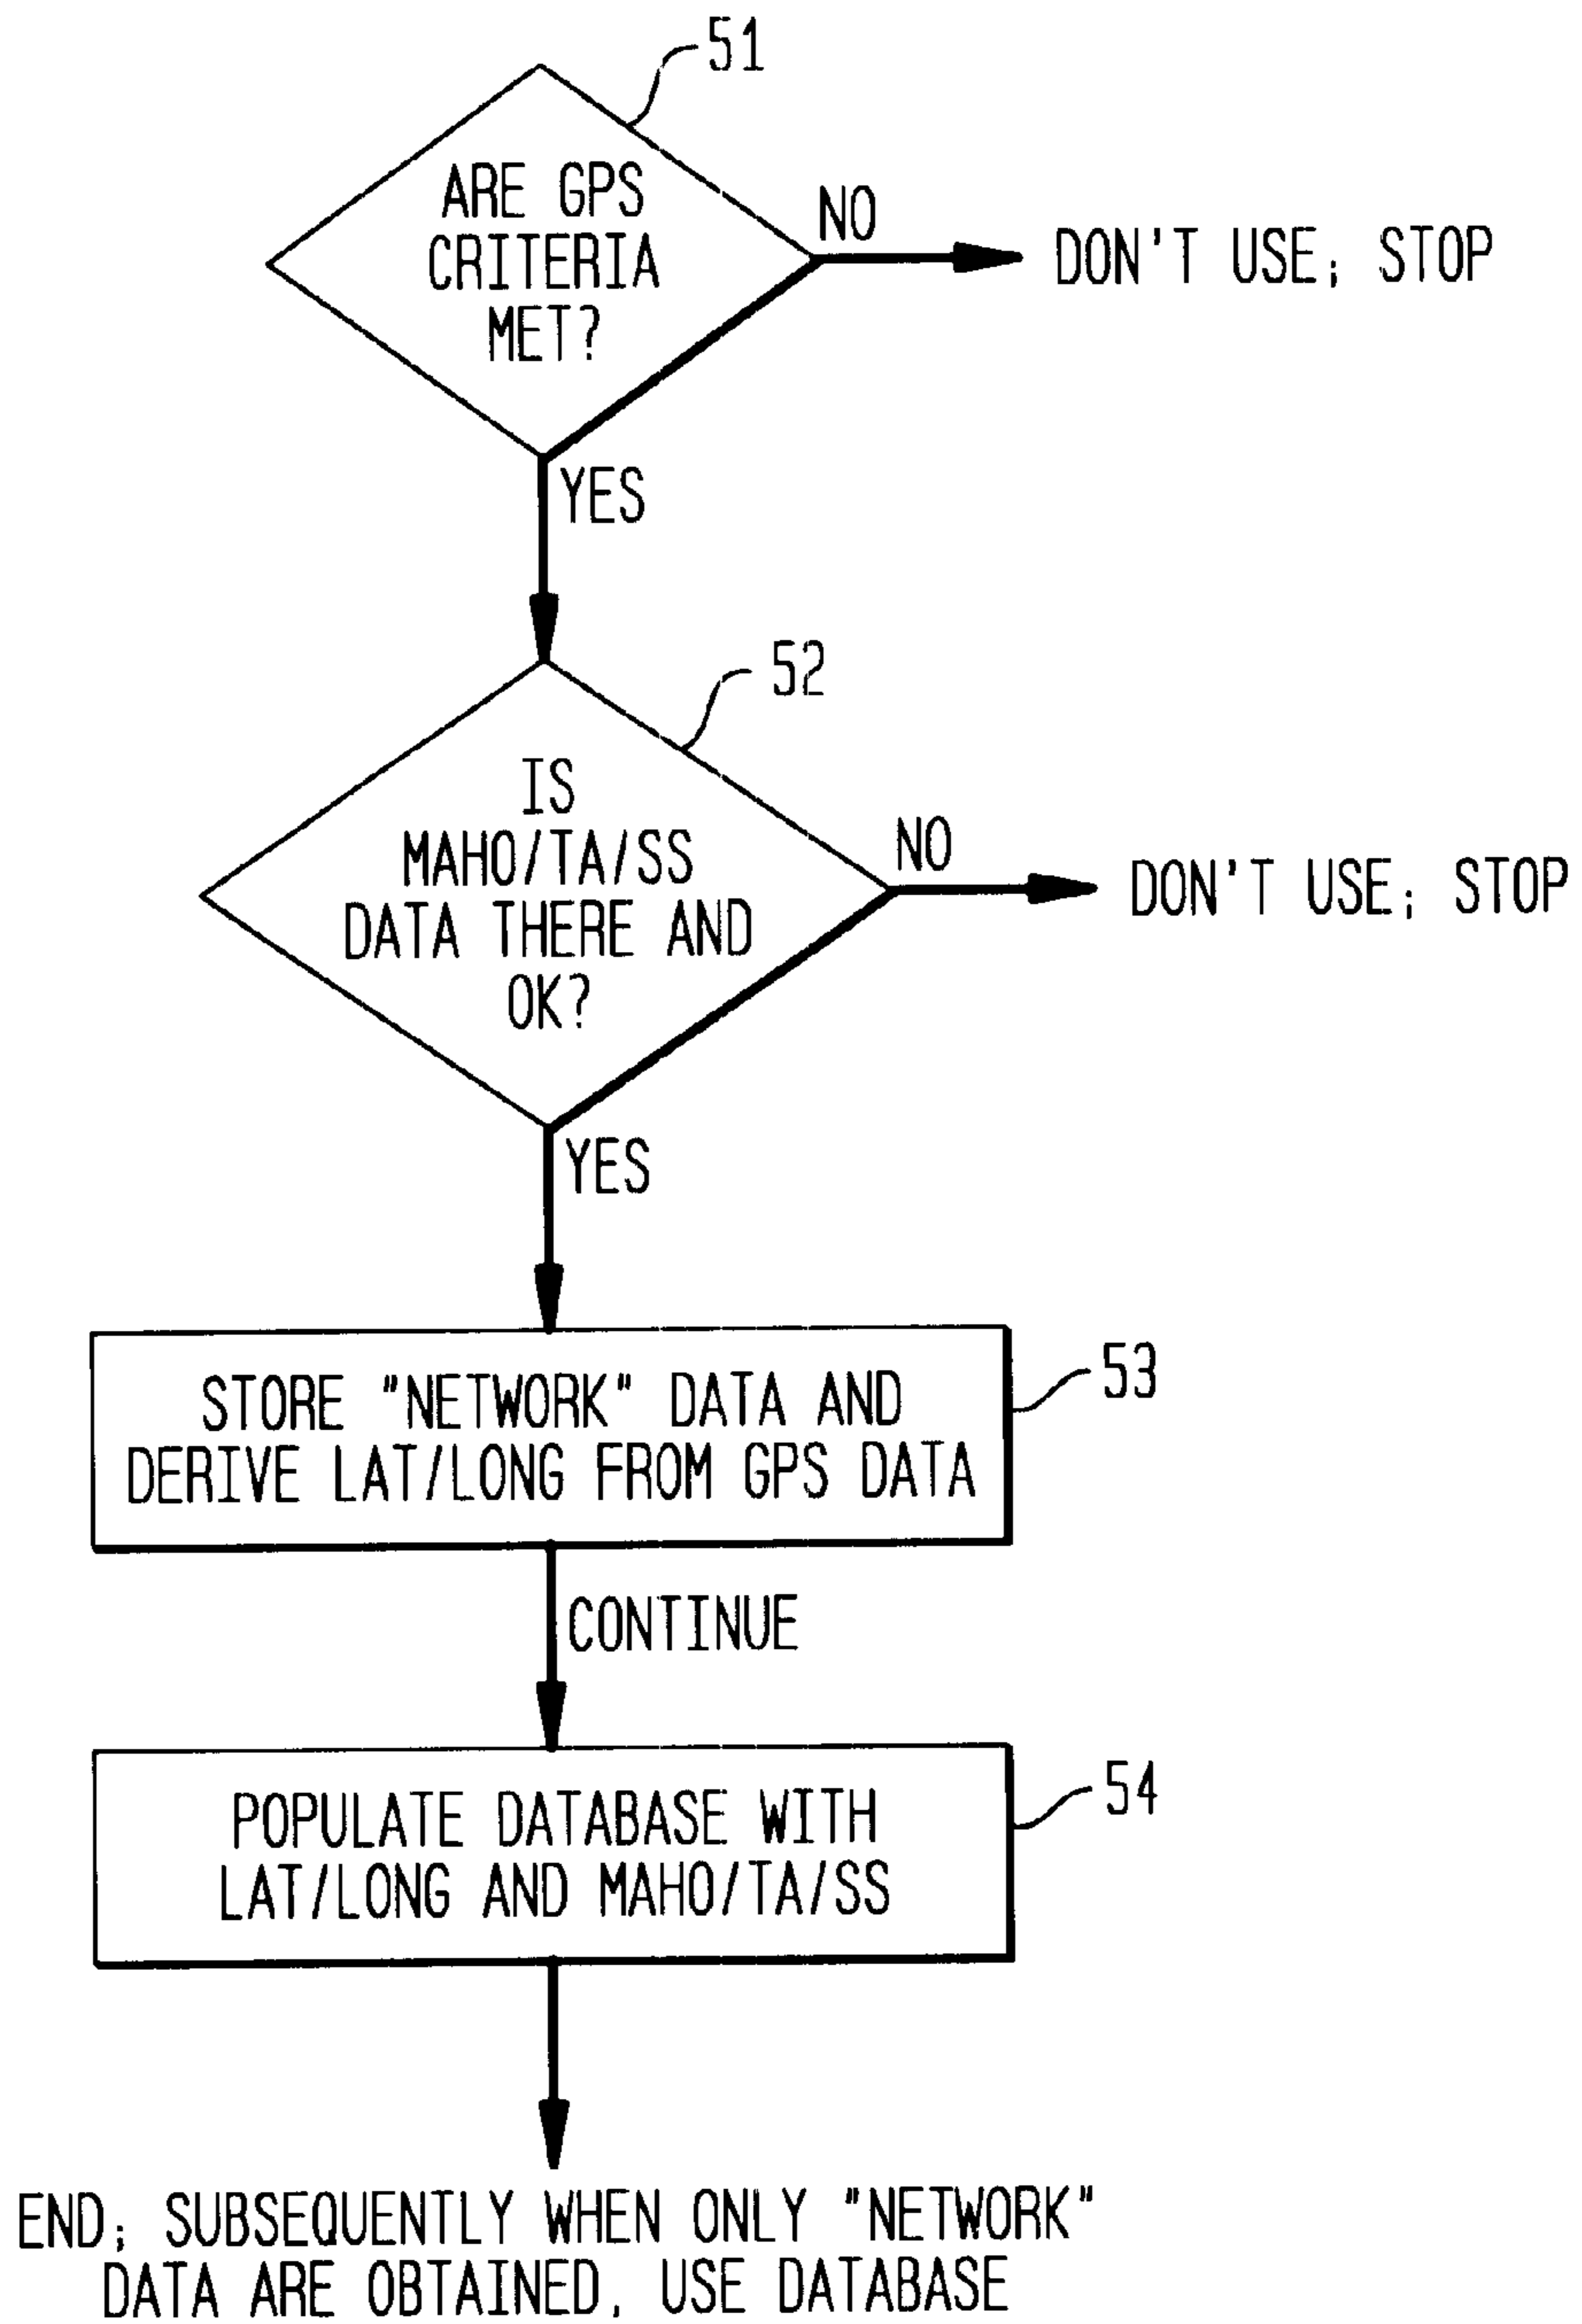 51
ARE GPS
CRITERIA
MET?
NO
DON'T USE; STOP
YES
52
IS
MAHO/TA/SS
DATA THERE AND
OK?
NO
DON'T USE; STOP
YES
STORE "NETWORK" DATA AND
DERIVE LAT/LONG FROM GPS DATA
53
CONTINUE
POPULATE DATABASE WITH
LAT/LONG AND MAHO/TA/SS
54
END; SUBSEQUENTLY WHEN ONLY "NETWORK"
DATA ARE OBTAINED, USE DATABASE